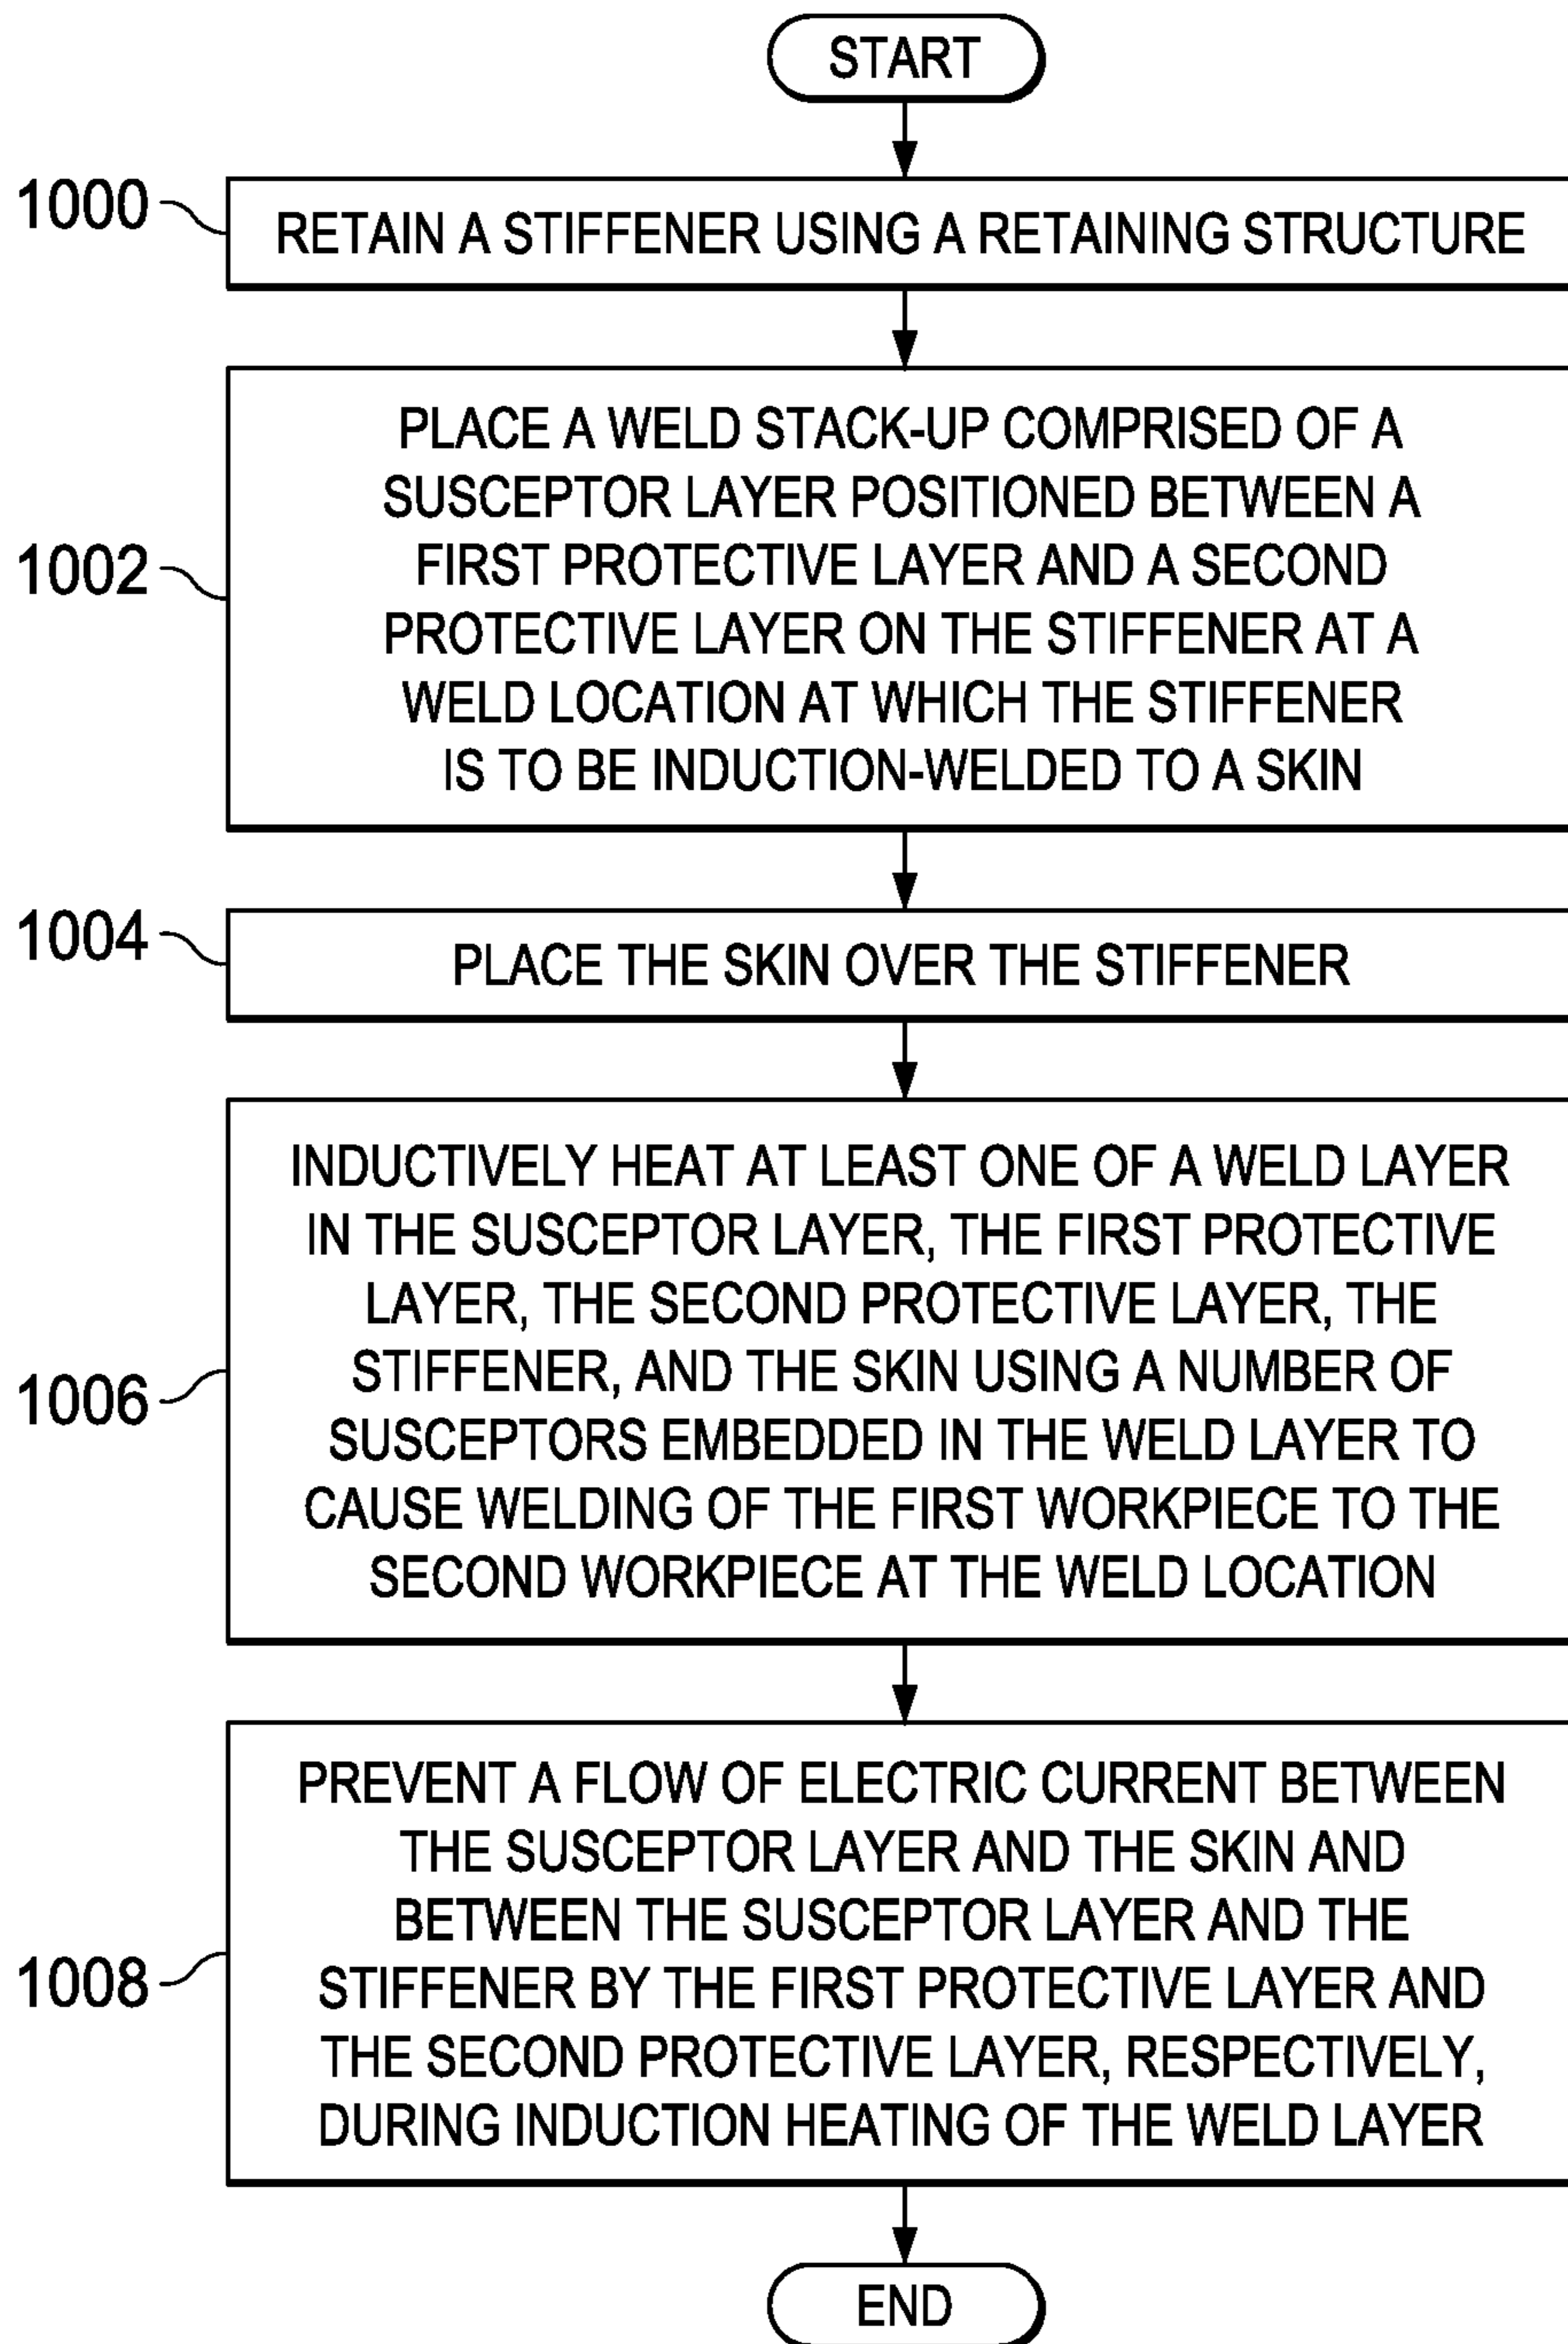 START
1000
RETAIN A STIFFENER USING A RETAINING STRUCTURE
1002
PLACE A WELD STACK-UP COMPRISED OF A
SUSCEPTOR LAYER POSITIONED BETWEEN A
FIRST PROTECTIVE LAYER AND A SECOND
PROTECTIVE LAYER ON THE STIFFENER AT A
WELD LOCATION AT WHICH THE STIFFENER
IS TO BE INDUCTION-WELDED TO A SKIN
1004
PLACE THE SKIN OVER THE STIFFENER
1006
INDUCTIVELY HEAT AT LEAST ONE OF A WELD LAYER
IN THE SUSCEPTOR LAYER, THE FIRST PROTECTIVE
LAYER, THE SECOND PROTECTIVE LAYER, THE
STIFFENER, AND THE SKIN USING A NUMBER OF
SUSCEPTORS EMBEDDED IN THE WELD LAYER TO
CAUSE WELDING OF THE FIRST WORKPIECE TO THE
SECOND WORKPIECE AT THE WELD LOCATION
1008
PREVENT A FLOW OF ELECTRIC CURRENT BETWEEN
THE SUSCEPTOR LAYER AND THE SKIN AND
BETWEEN THE SUSCEPTOR LAYER AND THE
STIFFENER BY THE FIRST PROTECTIVE LAYER AND
THE SECOND PROTECTIVE LAYER, RESPECTIVELY,
DURING INDUCTION HEATING OF THE WELD LAYER
END